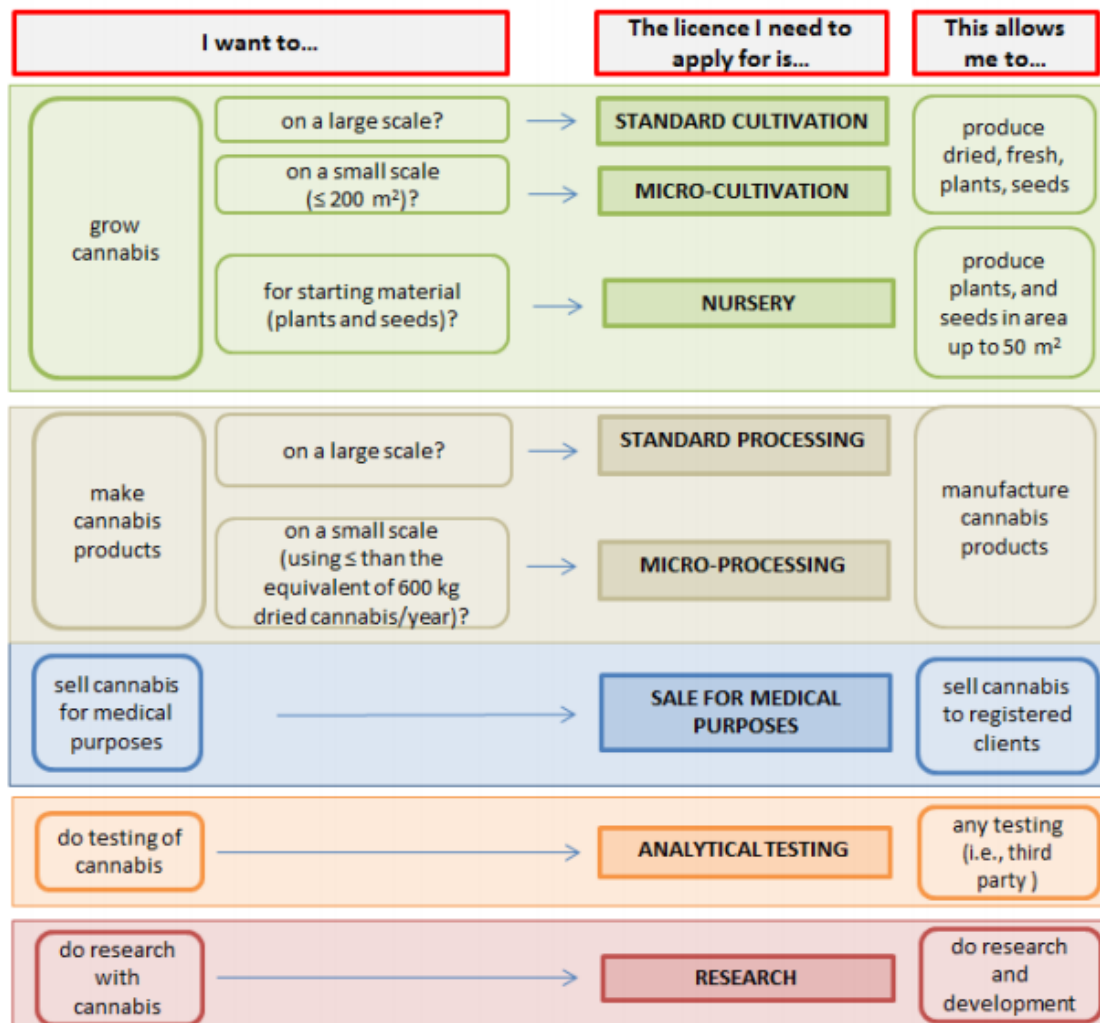 I want to...
The licence I need to
apply for is...
This allows
me to...
grow
cannabis
on a large scale?
STANDARD CULTIVATION
on a small scale
(≤ 200 m²)?
MICRO-CULTIVATION
produce
dried, fresh,
plants, seeds
for starting material
(plants and seeds)?
NURSERY
produce
plants, and
seeds in area
up to 50 m²
make
cannabis
products
on a large scale?
STANDARD PROCESSING
on a small scale
(using ≤ than the
equivalent of 600 kg
dried cannabis/year)?
MICRO-PROCESSING
manufacture
cannabis
products
sell cannabis
for medical
purposes
SALE FOR MEDICAL
PURPOSES
sell cannabis
to registered
clients
do testing of
cannabis
ANALYTICAL TESTING
any testing
(i.e., third
party )
do research
with
cannabis
RESEARCH
do research
and
development